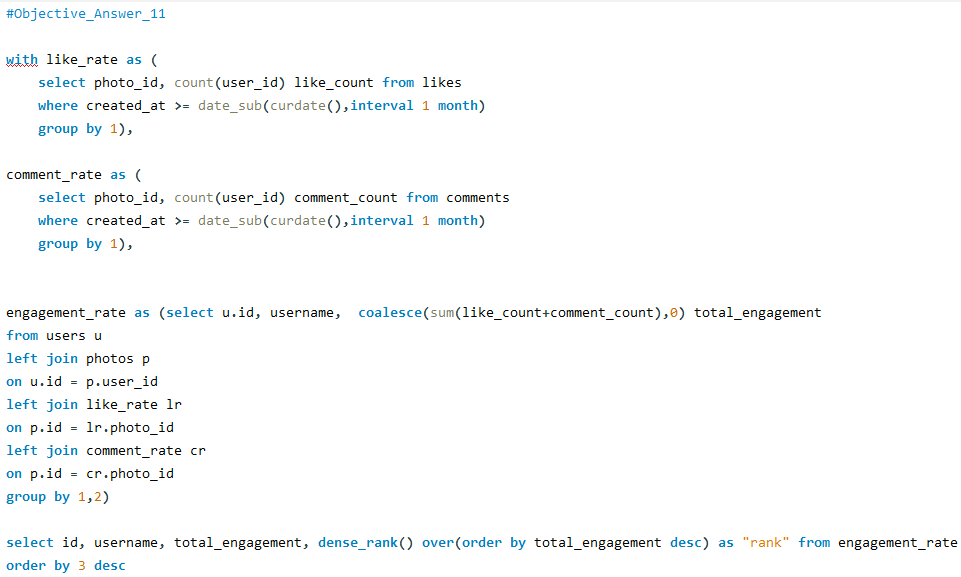 #Objective_Answer_11
with like_rate as (
select photo_id, count(user_id) like_count from likes
where created_at >= date_sub(curdate(),interval 1 month)
group by 1),
comment_rate as (
select photo_id, count(user_id) comment_count from comments
where created_at >= date_sub(curdate(),interval 1 month)
group by 1),
engagement_rate as (select u.id, username,  coalesce(sum(like_count+comment_count),0) total_engagement
from users u
left join photos p
on u.id = p.user_id
left join like_rate lr
on p.id = lr.photo_id
left join comment_rate cr
on p.id = cr.photo_id
group by 1,2)
select id, username, total_engagement, dense_rank() over(order by total_engagement desc) as "rank" from engagement_rate
order by 3 desc